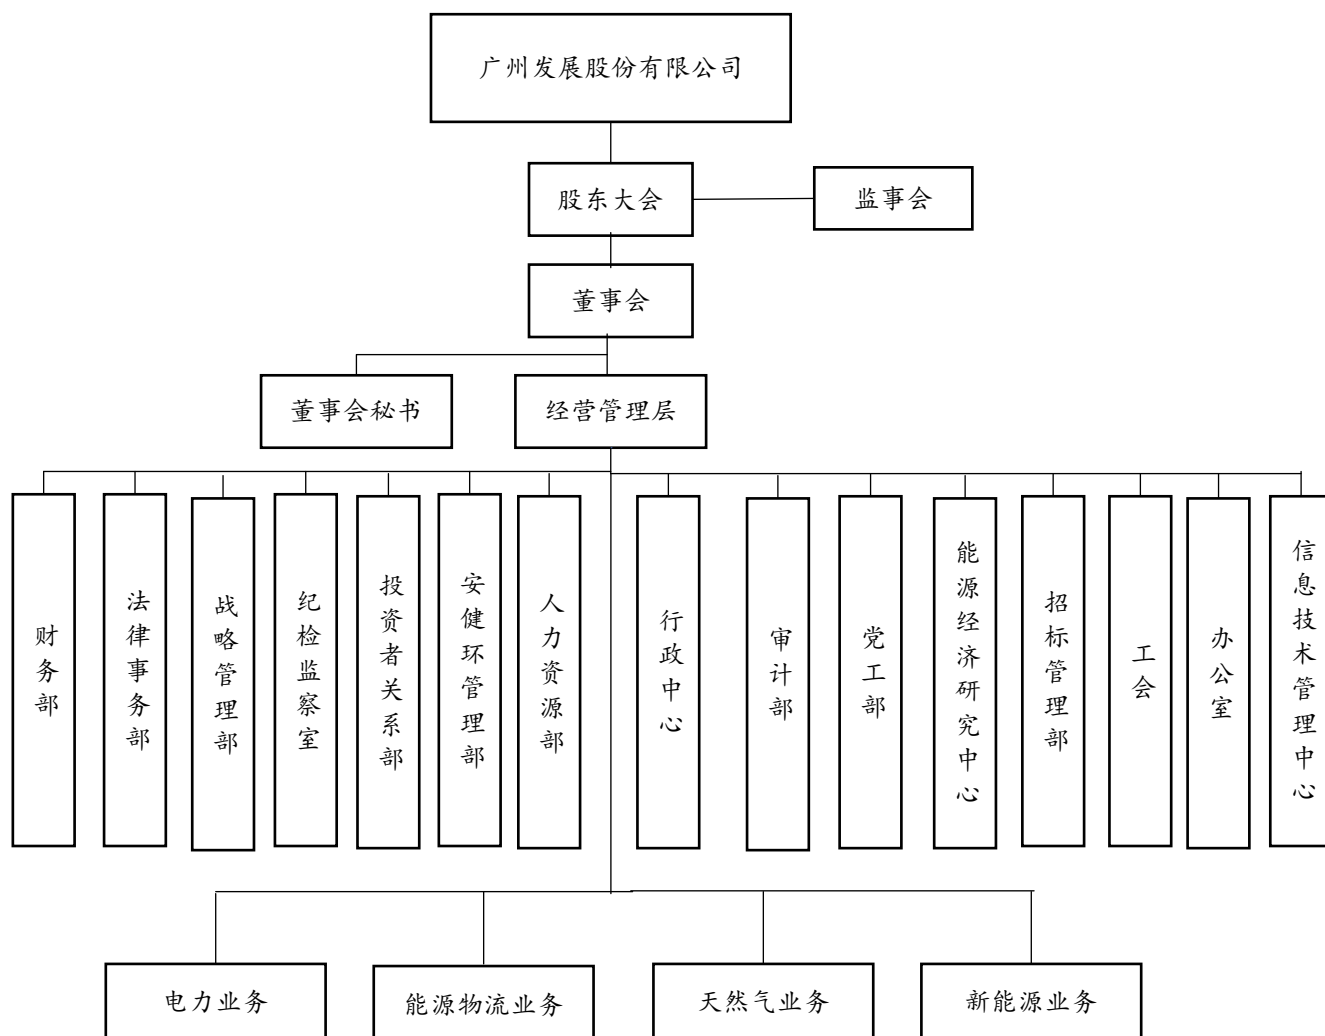 广州发展股份有限公司
股东大会
监事会
董事会
董事会秘书
经营管理层
财务部
法律事务部
战略管理部
纪检监察室
投资者关系部
安健环管理部
人力资源部
行政中心
审计部
党工部
能源经济研究中心
招标管理部
工会
办公室
信息技术管理中心
电力业务
能源物流业务
天然气业务
新能源业务